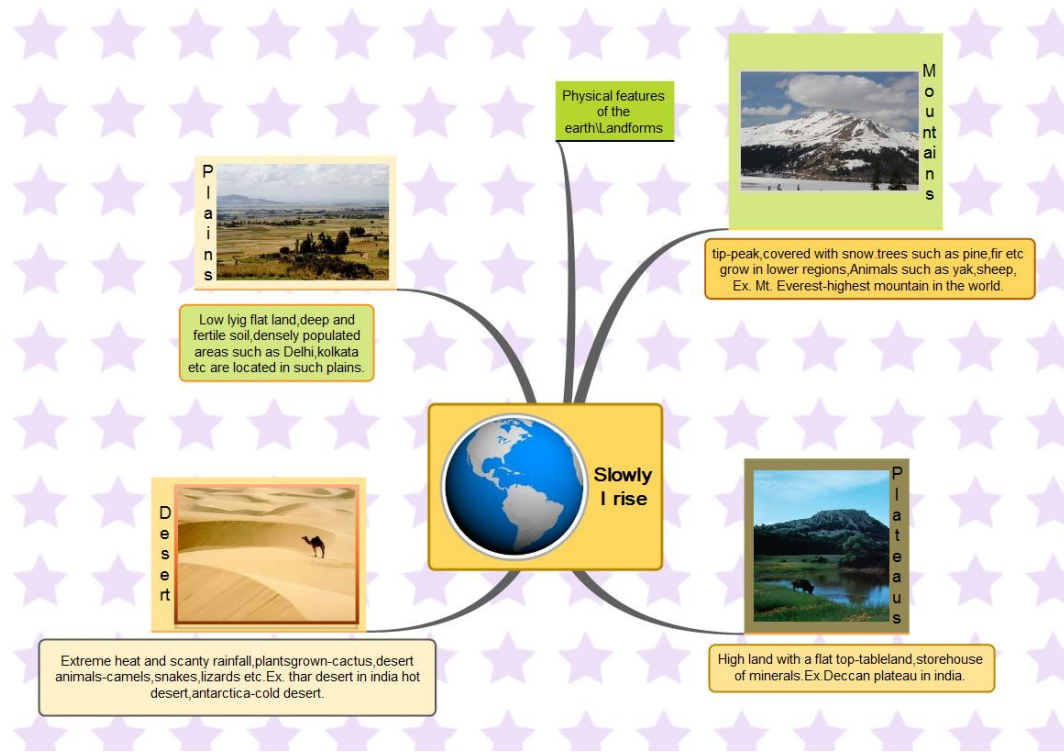 Physical features
of the
earth\Landforms
Mountains
tip-peak,covered with snow.trees such as pine,fir etc
grow in lower regions,Animals such as yak,sheep,
Ex. Mt. Everest-highest mountain in the world.
Plains
Low lyig flat land,deep and
fertile soil,densely populated
areas such as Delhi,kolkata
etc are located in such plains.
Slowly
I rise
Desert
Extreme heat and scanty rainfall,plantsgrown-cactus,desert
animals-camels,snakes,lizards etc.Ex. thar desert in india hot
desert,antarctica-cold desert.
Plateaus
High land with a flat top-tableland,storehouse
of minerals.Ex.Deccan plateau in india.